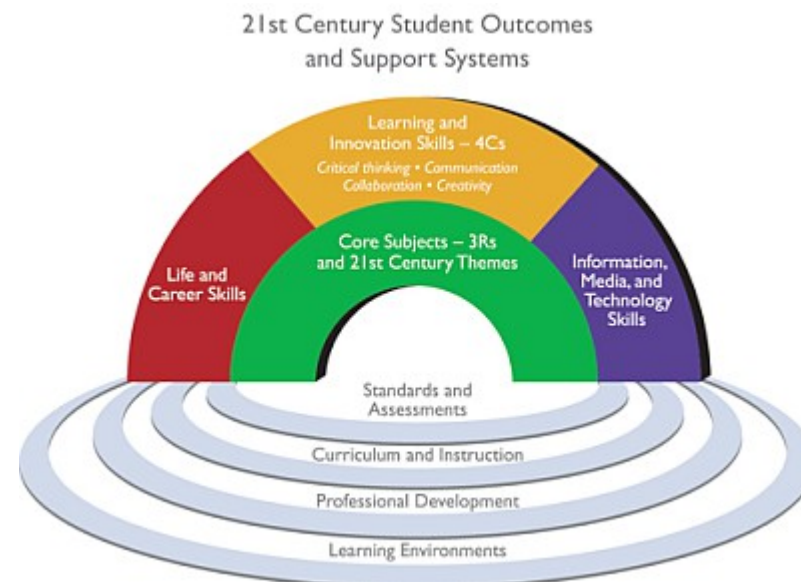 21st Century Student Outcomes
and Support Systems
Learning and
Innovation Skills – 4Cs
Critical thinking • Communication
Collaboration • Creativity
Core Subjects – 3Rs
and 21st Century Themes
Life and
Career Skills
Information,
Media, and
Technology
Skills
Standards and
Assessments
Curriculum and Instruction
Professional Development
Learning Environments